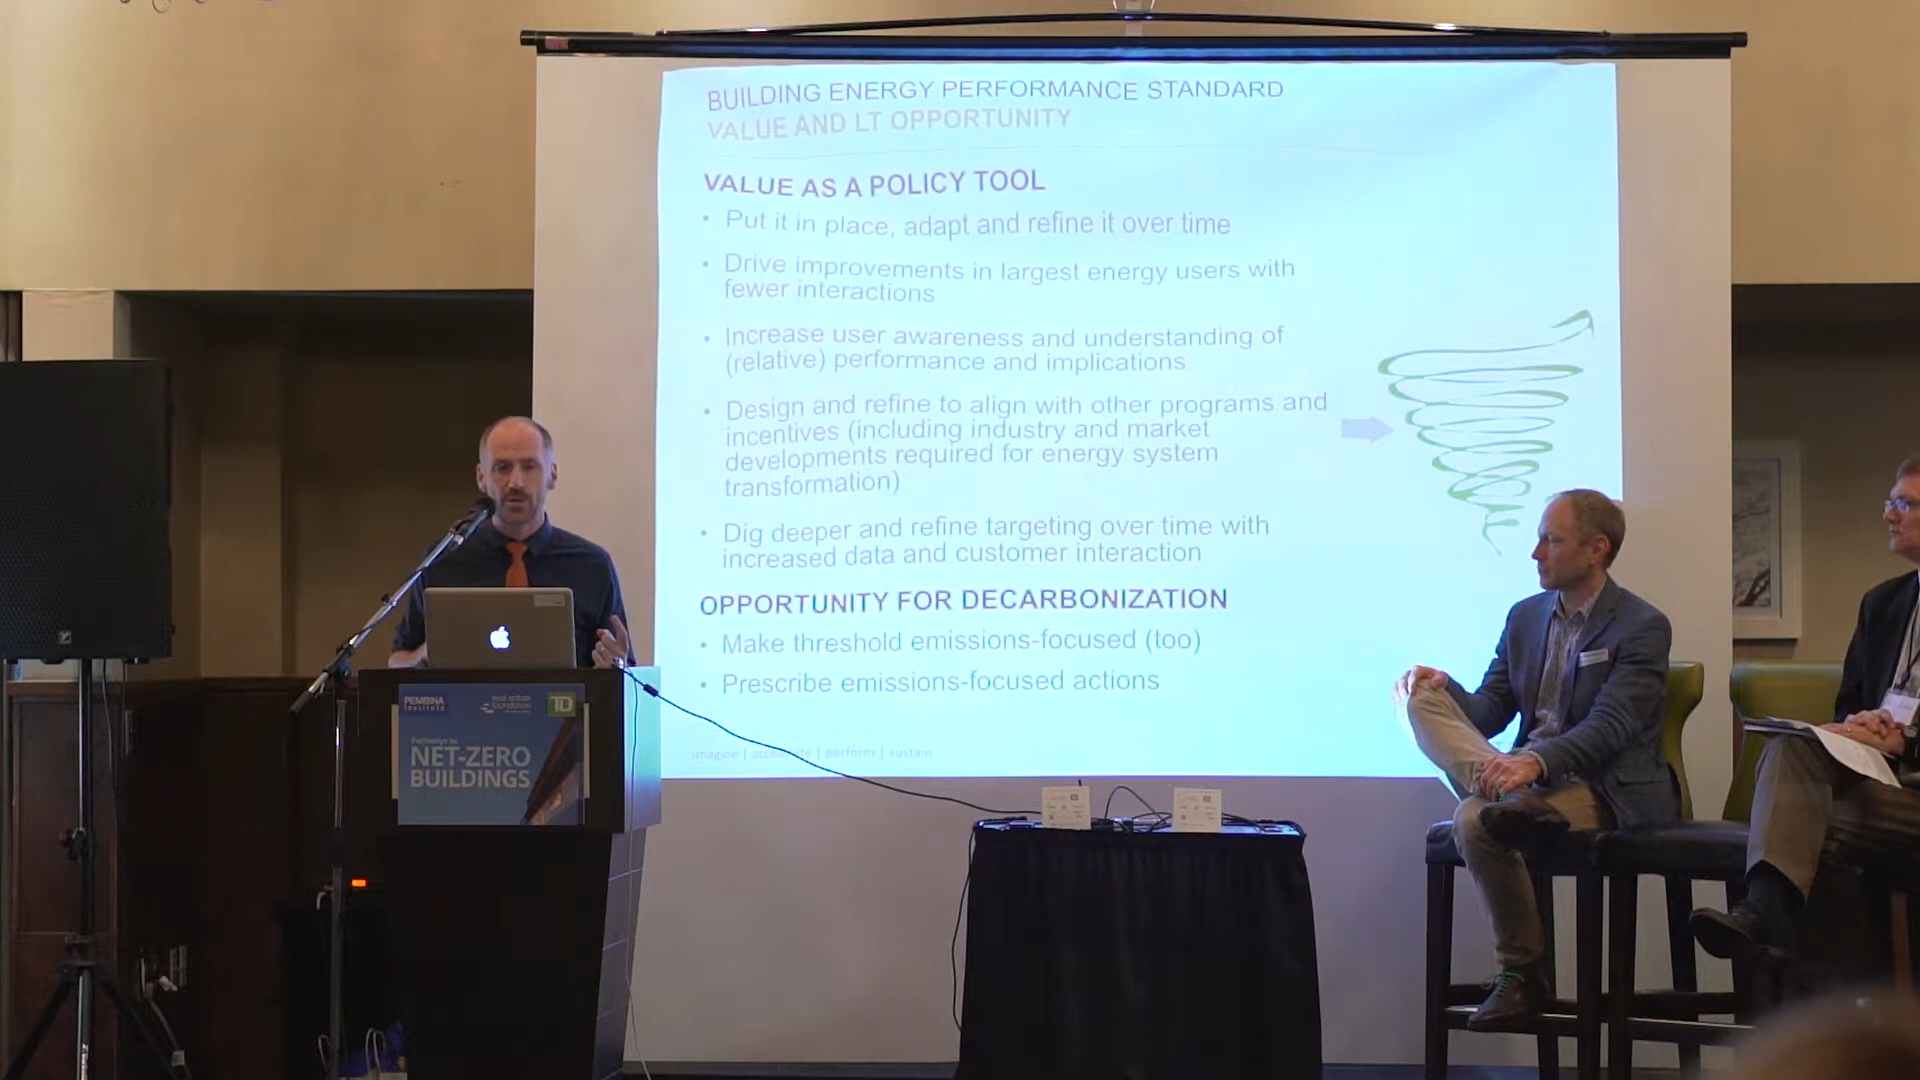 BUILDING ENERGY PERFORMANCE STANDARD
VALUE AND LT OPPORTUNITY
VALUE AS A POLICY TOOL
• Put it in place, adapt and refine it over time
• Drive improvements in largest energy users with
fewer interactions
• Increase user awareness and understanding of
(relative) performance and implications
• Design and refine to align with other programs and
incentives (including industry and market
developments required for energy system
transformation)
• Dig deeper and refine targeting over time with
increased data and customer interaction
OPPORTUNITY FOR DECARBONIZATION
• Make threshold emissions-focused (too)
• Prescribe emissions-focused actions
imagine | accelerate | perform | sustain
PEMBINA
institute
real estate
foundation
TD
Pathways to
NET-ZERO
BUILDINGS